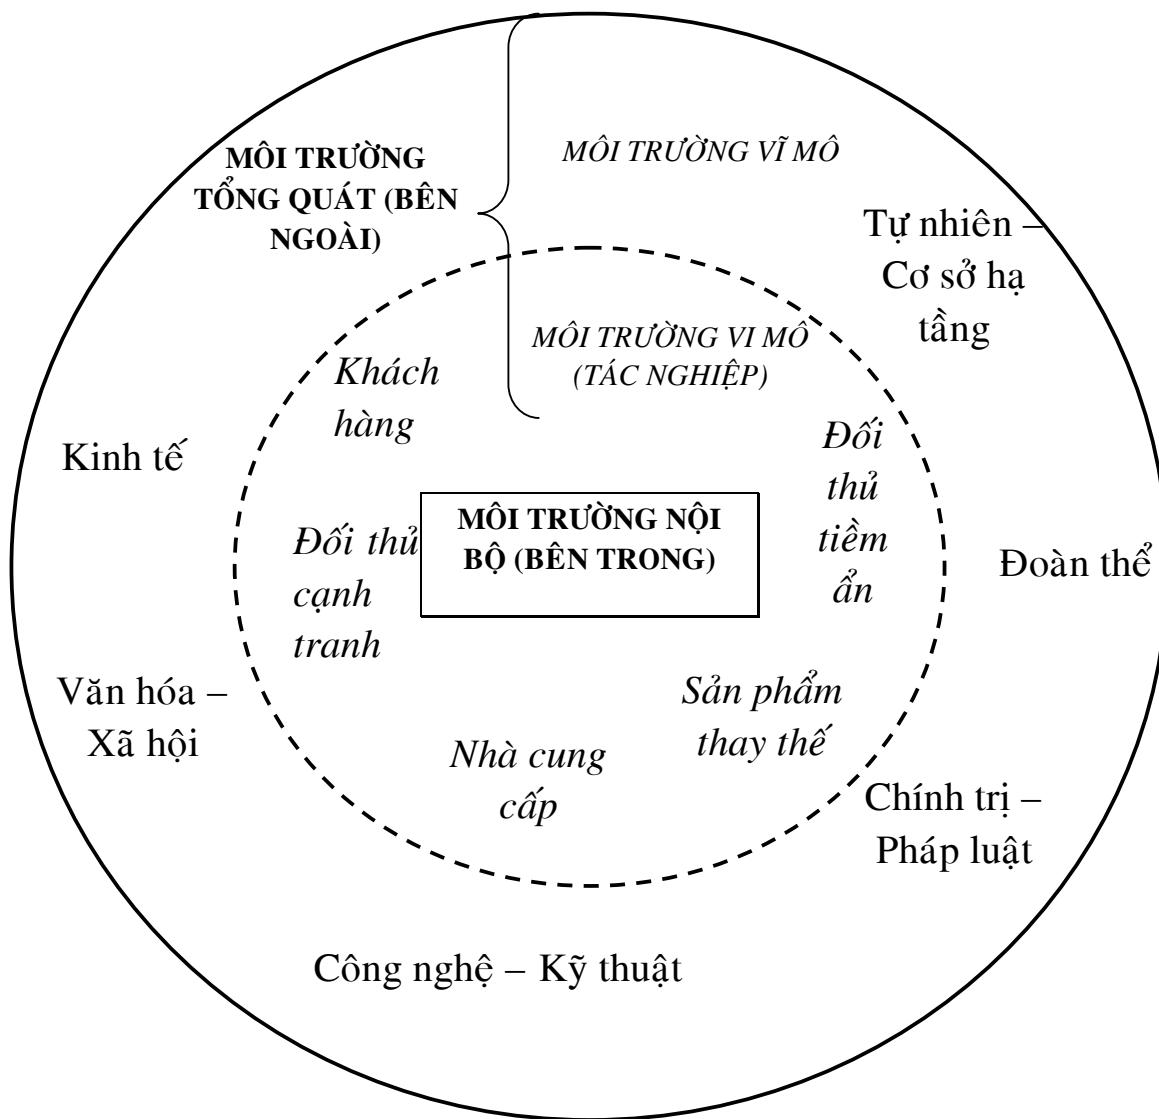 MÔI TRƯỜNG
TỔNG QUÁT (BÊN
NGOÀI)
MÔI TRƯỜNG VĨ MÔ
Tự nhiên –
Cơ sở hạ
tầng
MÔI TRƯỜNG VI MÔ
(TÁC NGHIỆP)
Khách
hàng
Kinh tế
Đối
thủ
tiềm
ẩn
MÔI TRƯỜNG NỘI
BỘ (BÊN TRONG)
Đối thủ
cạnh
tranh
Đoàn thể
Văn hóa –
Xã hội
Sản phẩm
thay thế
Nhà cung
cấp
Chính trị –
Pháp luật
Công nghệ – Kỹ thuật